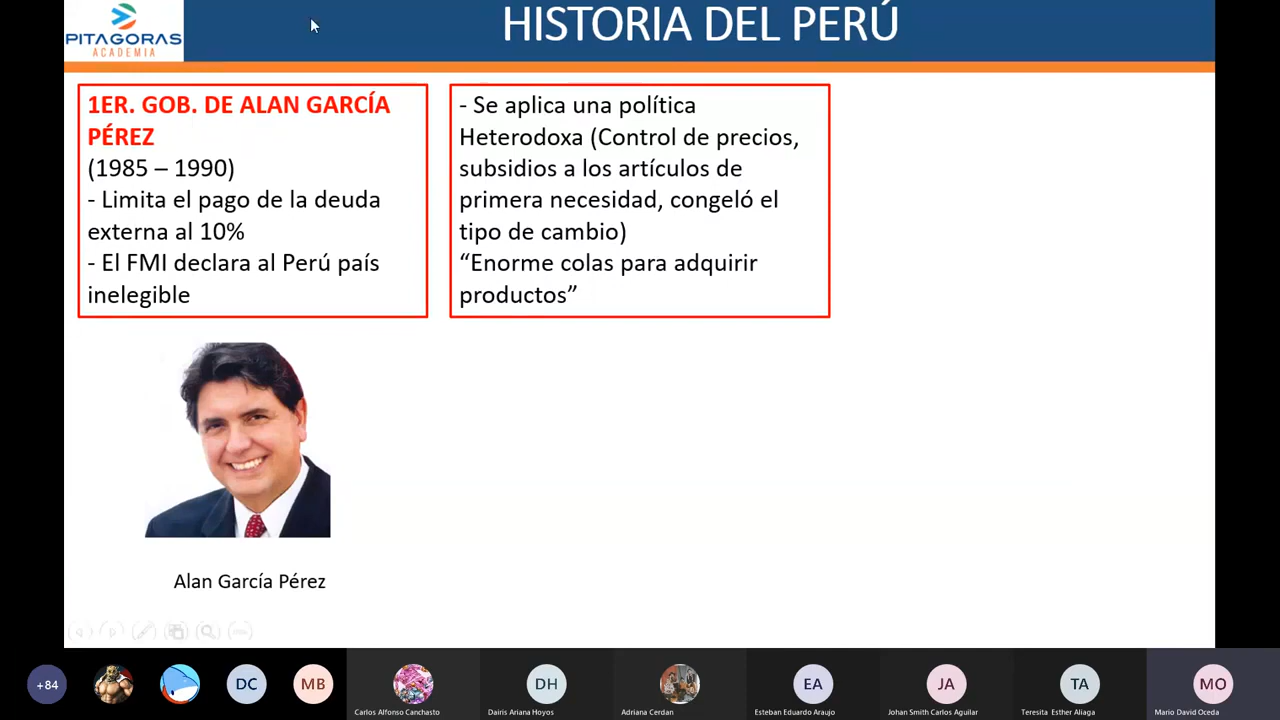 PITAGORAS
ACADEMIA
HISTORIA DEL PERÚ
1ER. GOB. DE ALAN GARCÍA
PÉREZ
(1985 – 1990)
- Limita el pago de la deuda
externa al 10%
- El FMI declara al Perú país
inelegible
- Se aplica una política
Heterodoxa (Control de precios,
subsidios a los artículos de
primera necesidad, congeló el
tipo de cambio)
“Enorme colas para adquirir
productos”
Alan García Pérez
+84
DC
MB
DH
EA
JA
TA
MO
Carlos Alfonso Canchasto
Dairis Ariana Hoyos
Adriana Cerdan
Esteban Eduardo Araujo
Johan Smith Carlos Aguilar
Teresita Esther Aliaga
Mario David Oceda